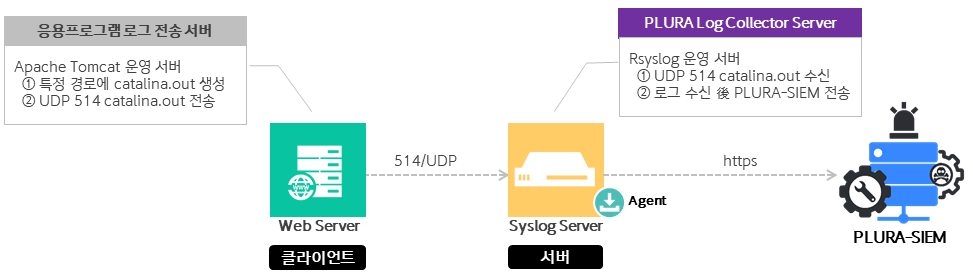 응용프로그램 로그 전송 서버
Apache Tomcat 운영 서버
① 특정 경로에 catalina.out 생성
② UDP 514 catalina.out 전송
PLURA Log Collector Server
Rsyslog 운영 서버
① UDP 514 catalina.out 수신
② 로그 수신 後 PLURA-SIEM 전송
514/UDP
https
WWW
Agent
Web Server
Syslog Server
PLURA-SIEM
클라이언트
서버